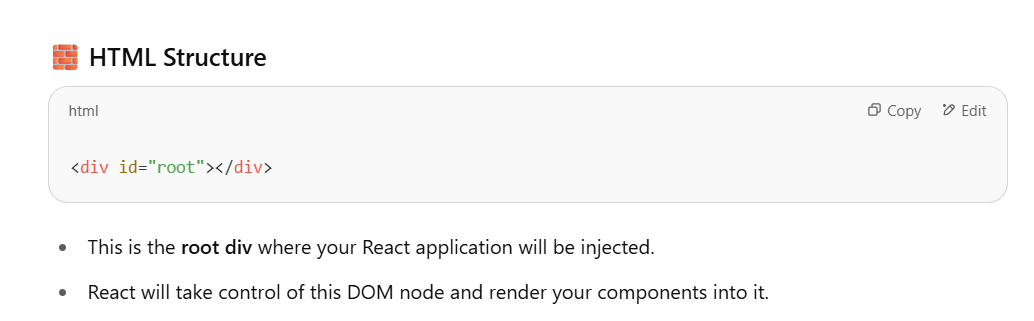 🧱 HTML Structure
html
Copy
Edit
<div id="root"></div>
• This is the root div where your React application will be injected.
• React will take control of this DOM node and render your components into it.